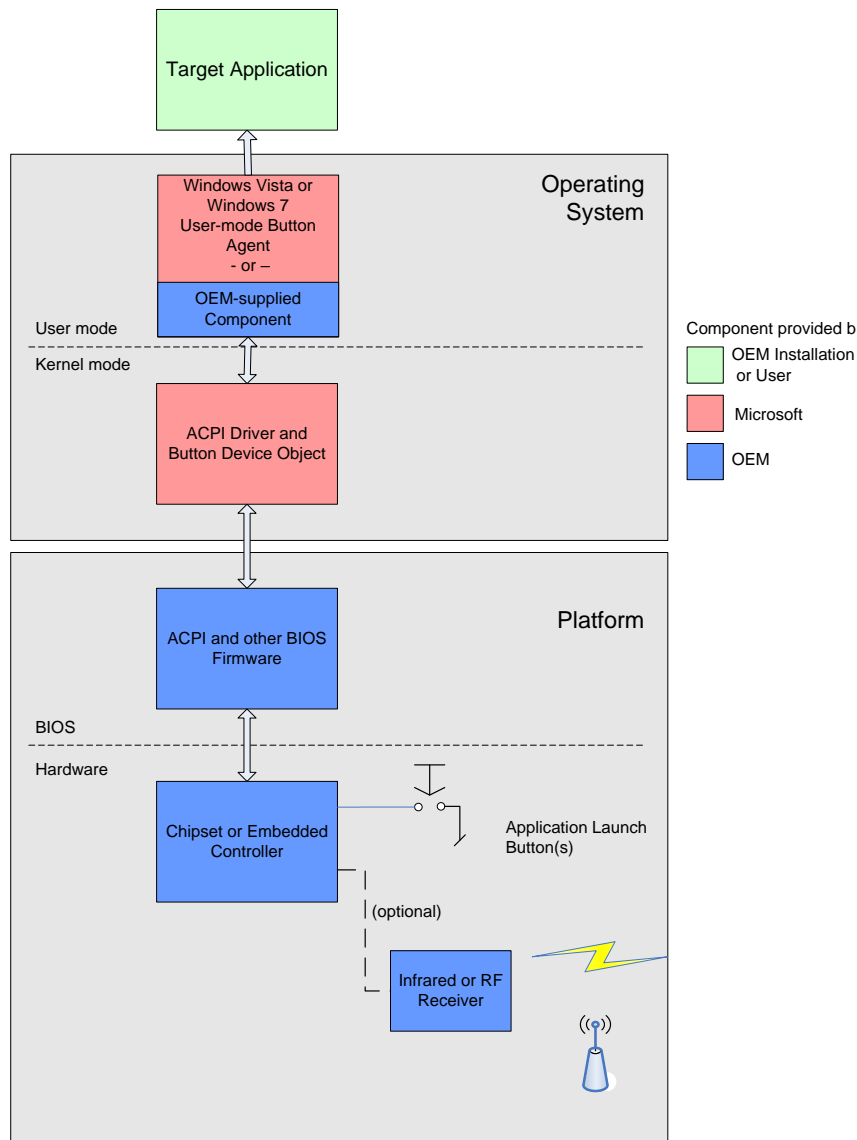 Target Application
Operating
System
Windows Vista or
Windows 7
User-mode Button
Agent
- or –
OEM-supplied
Component
User mode
Kernel mode
ACPI Driver and
Button Device Object
Component provided b
OEM Installation
or User
Microsoft
OEM
Platform
ACPI and other BIOS
Firmware
BIOS
Hardware
Chipset or Embedded
Controller
Application Launch
Button(s)
(optional)
Infrared or RF
Receiver